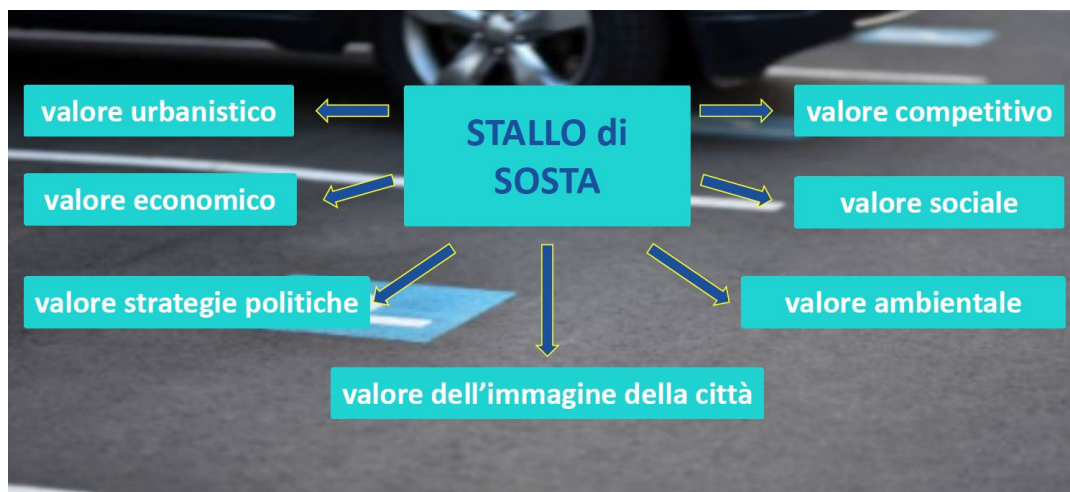 STALLO di
SOSTA
valore urbanistico
valore competitivo
valore economico
valore sociale
valore strategie politiche
valore ambientale
valore dell’immagine della città